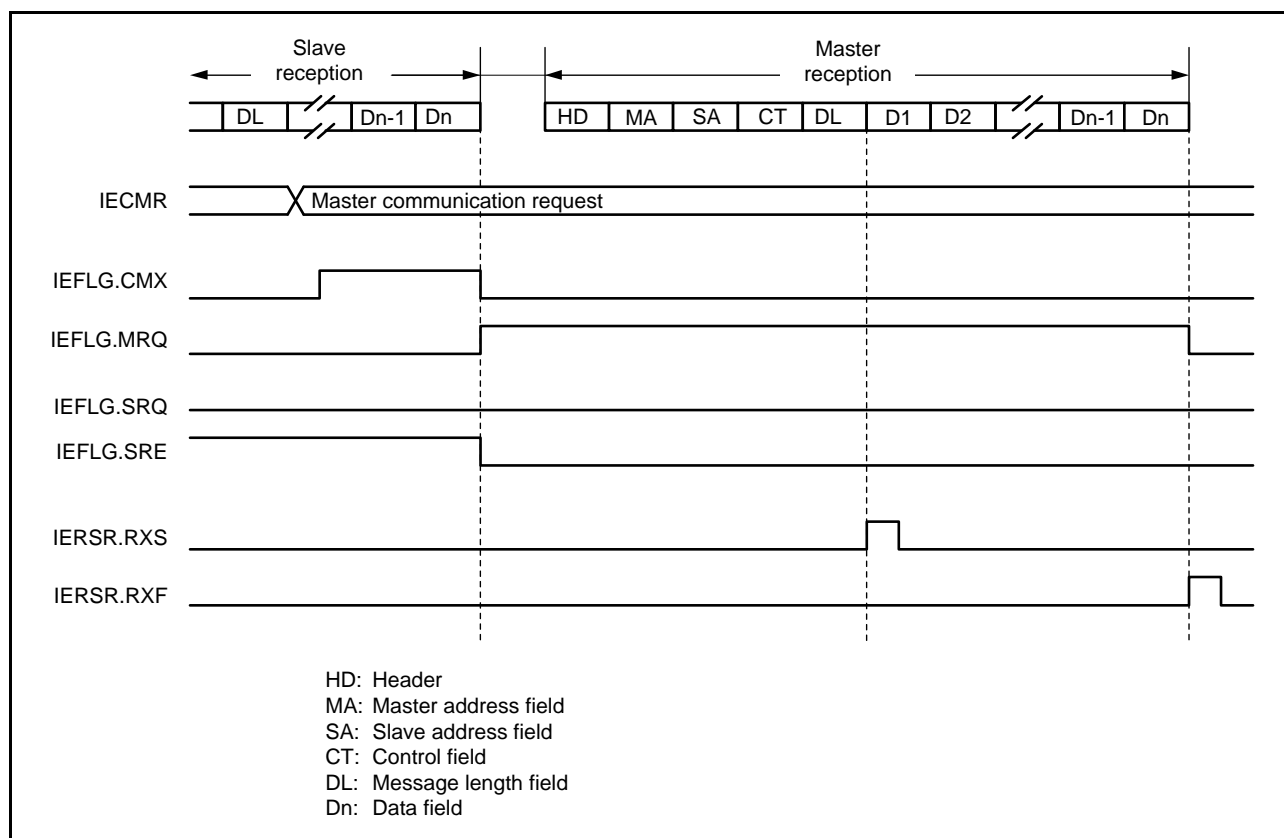 Slave
reception
Master
reception
DL Dn-1 Dn HD MA SA CT DL D1 D2 Dn-1 Dn
IECMR Master communication request
IEFLG.CMX
IEFLG.MRQ
IEFLG.SRQ
IEFLG.SRE
IERSR.RXS
IERSR.RXF
HD: Header
MA: Master address field
SA: Slave address field
CT: Control field
DL: Message length field
Dn: Data field